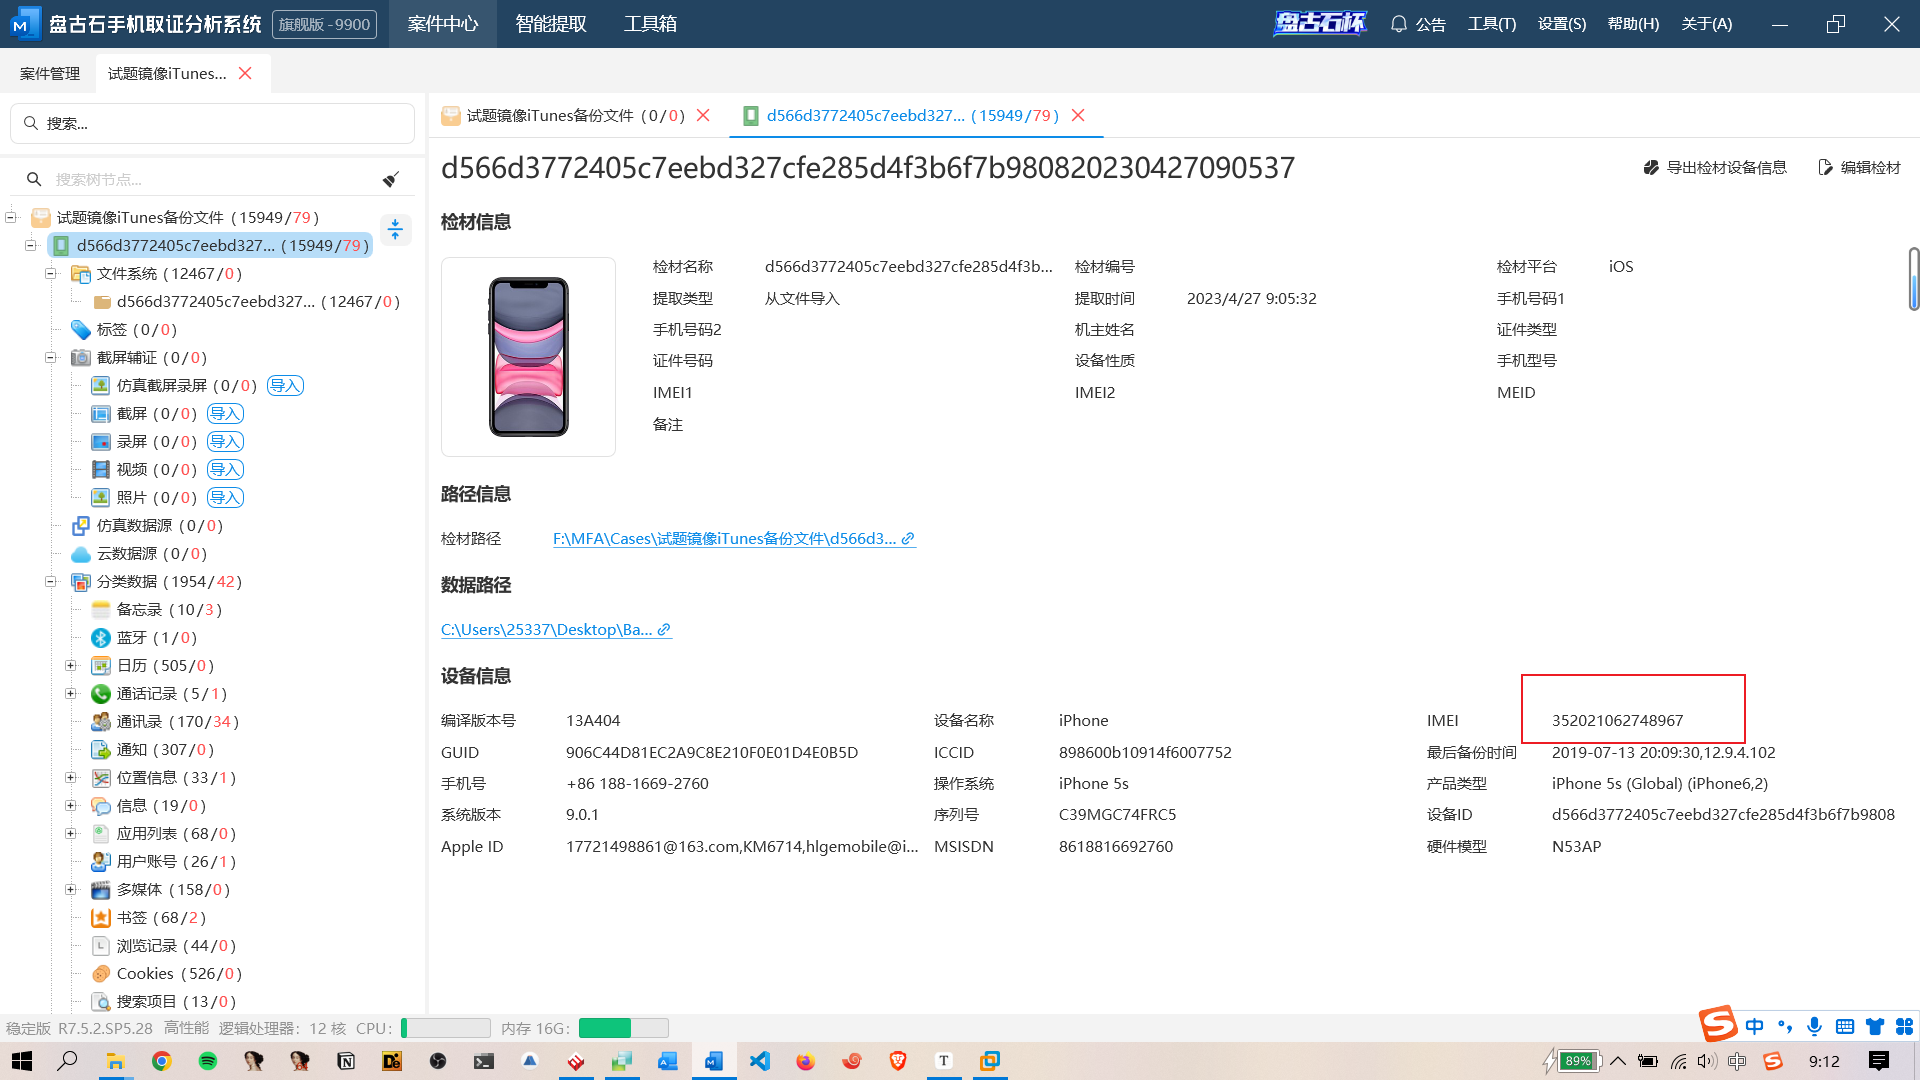 盘古石手机取证分析系统 旗舰版 - 9900 案件中心 智能提取 工具箱 盘古石杯 公告 工具(T) 设置(S) 帮助(H) 关于(A)
案件管理 试题镜像iTunes...
搜索...
搜索树节点...
试题镜像iTunes备份文件 (15949/79)
d566d3772405c7eebd327... (15949/79)
文件系统 (12467/0)
d566d3772405c7eebd327... (12467/0)
标签 (0/0)
截屏辅证 (0/0)
仿真截屏录屏 (0/0) 导入
截屏 (0/0) 导入
录屏 (0/0) 导入
视频 (0/0) 导入
照片 (0/0) 导入
仿真数据源 (0/0)
云数据源 (0/0)
分类数据 (1954/42)
备忘录 (10/3)
蓝牙 (1/0)
日历 (505/0)
通话记录 (5/1)
通讯录 (170/34)
通知 (307/0)
位置信息 (33/1)
信息 (19/0)
应用列表 (68/0)
用户账号 (26/1)
多媒体 (158/0)
书签 (68/2)
浏览记录 (44/0)
Cookies (526/0)
搜索项目 (13/0)
试题镜像iTunes备份文件 (0/0) d566d3772405c7eebd327... (15949/79)
d566d3772405c7eebd327cfe285d4f3b6f7b980820230427090537 导出检材设备信息 编辑检材
检材信息
检材名称 d566d3772405c7eebd327cfe285d4f3b... 检材编号 检材平台 iOS
提取类型 从文件导入 提取时间 2023/4/27 9:05:32 手机号码1
手机号码2 机主姓名 证件类型
证件号码 设备性质 手机型号
IMEI1 IMEI2 MEID
备注
路径信息
检材路径 F:\MFA\Cases\试题镜像iTunes备份文件\d566d3...
数据路径
C:\Users\25337\Desktop\Ba...
设备信息
编译版本号 13A404 设备名称 iPhone IMEI 352021062748967
GUID 906C44D81EC2A9C8E210F0E01D4E0B5D ICCID 898600b10914f6007752 最后备份时间 2019-07-13 20:09:30,12.9.4.102
手机号 +86 188-1669-2760 操作系统 iPhone 5s 产品类型 iPhone 5s (Global) (iPhone6,2)
系统版本 9.0.1 序列号 C39MGC74FRC5 设备ID d566d3772405c7eebd327cfe285d4f3b6f7b9808
Apple ID 17721498861@163.com,KM6714,hlgemobile@i... MSISDN 8618816692760 硬件模型 N53AP
稳定版 R7.5.2.SP5.28 高性能 逻辑处理器: 12 核 CPU: 内存 16G: 中
89% 中 9:12